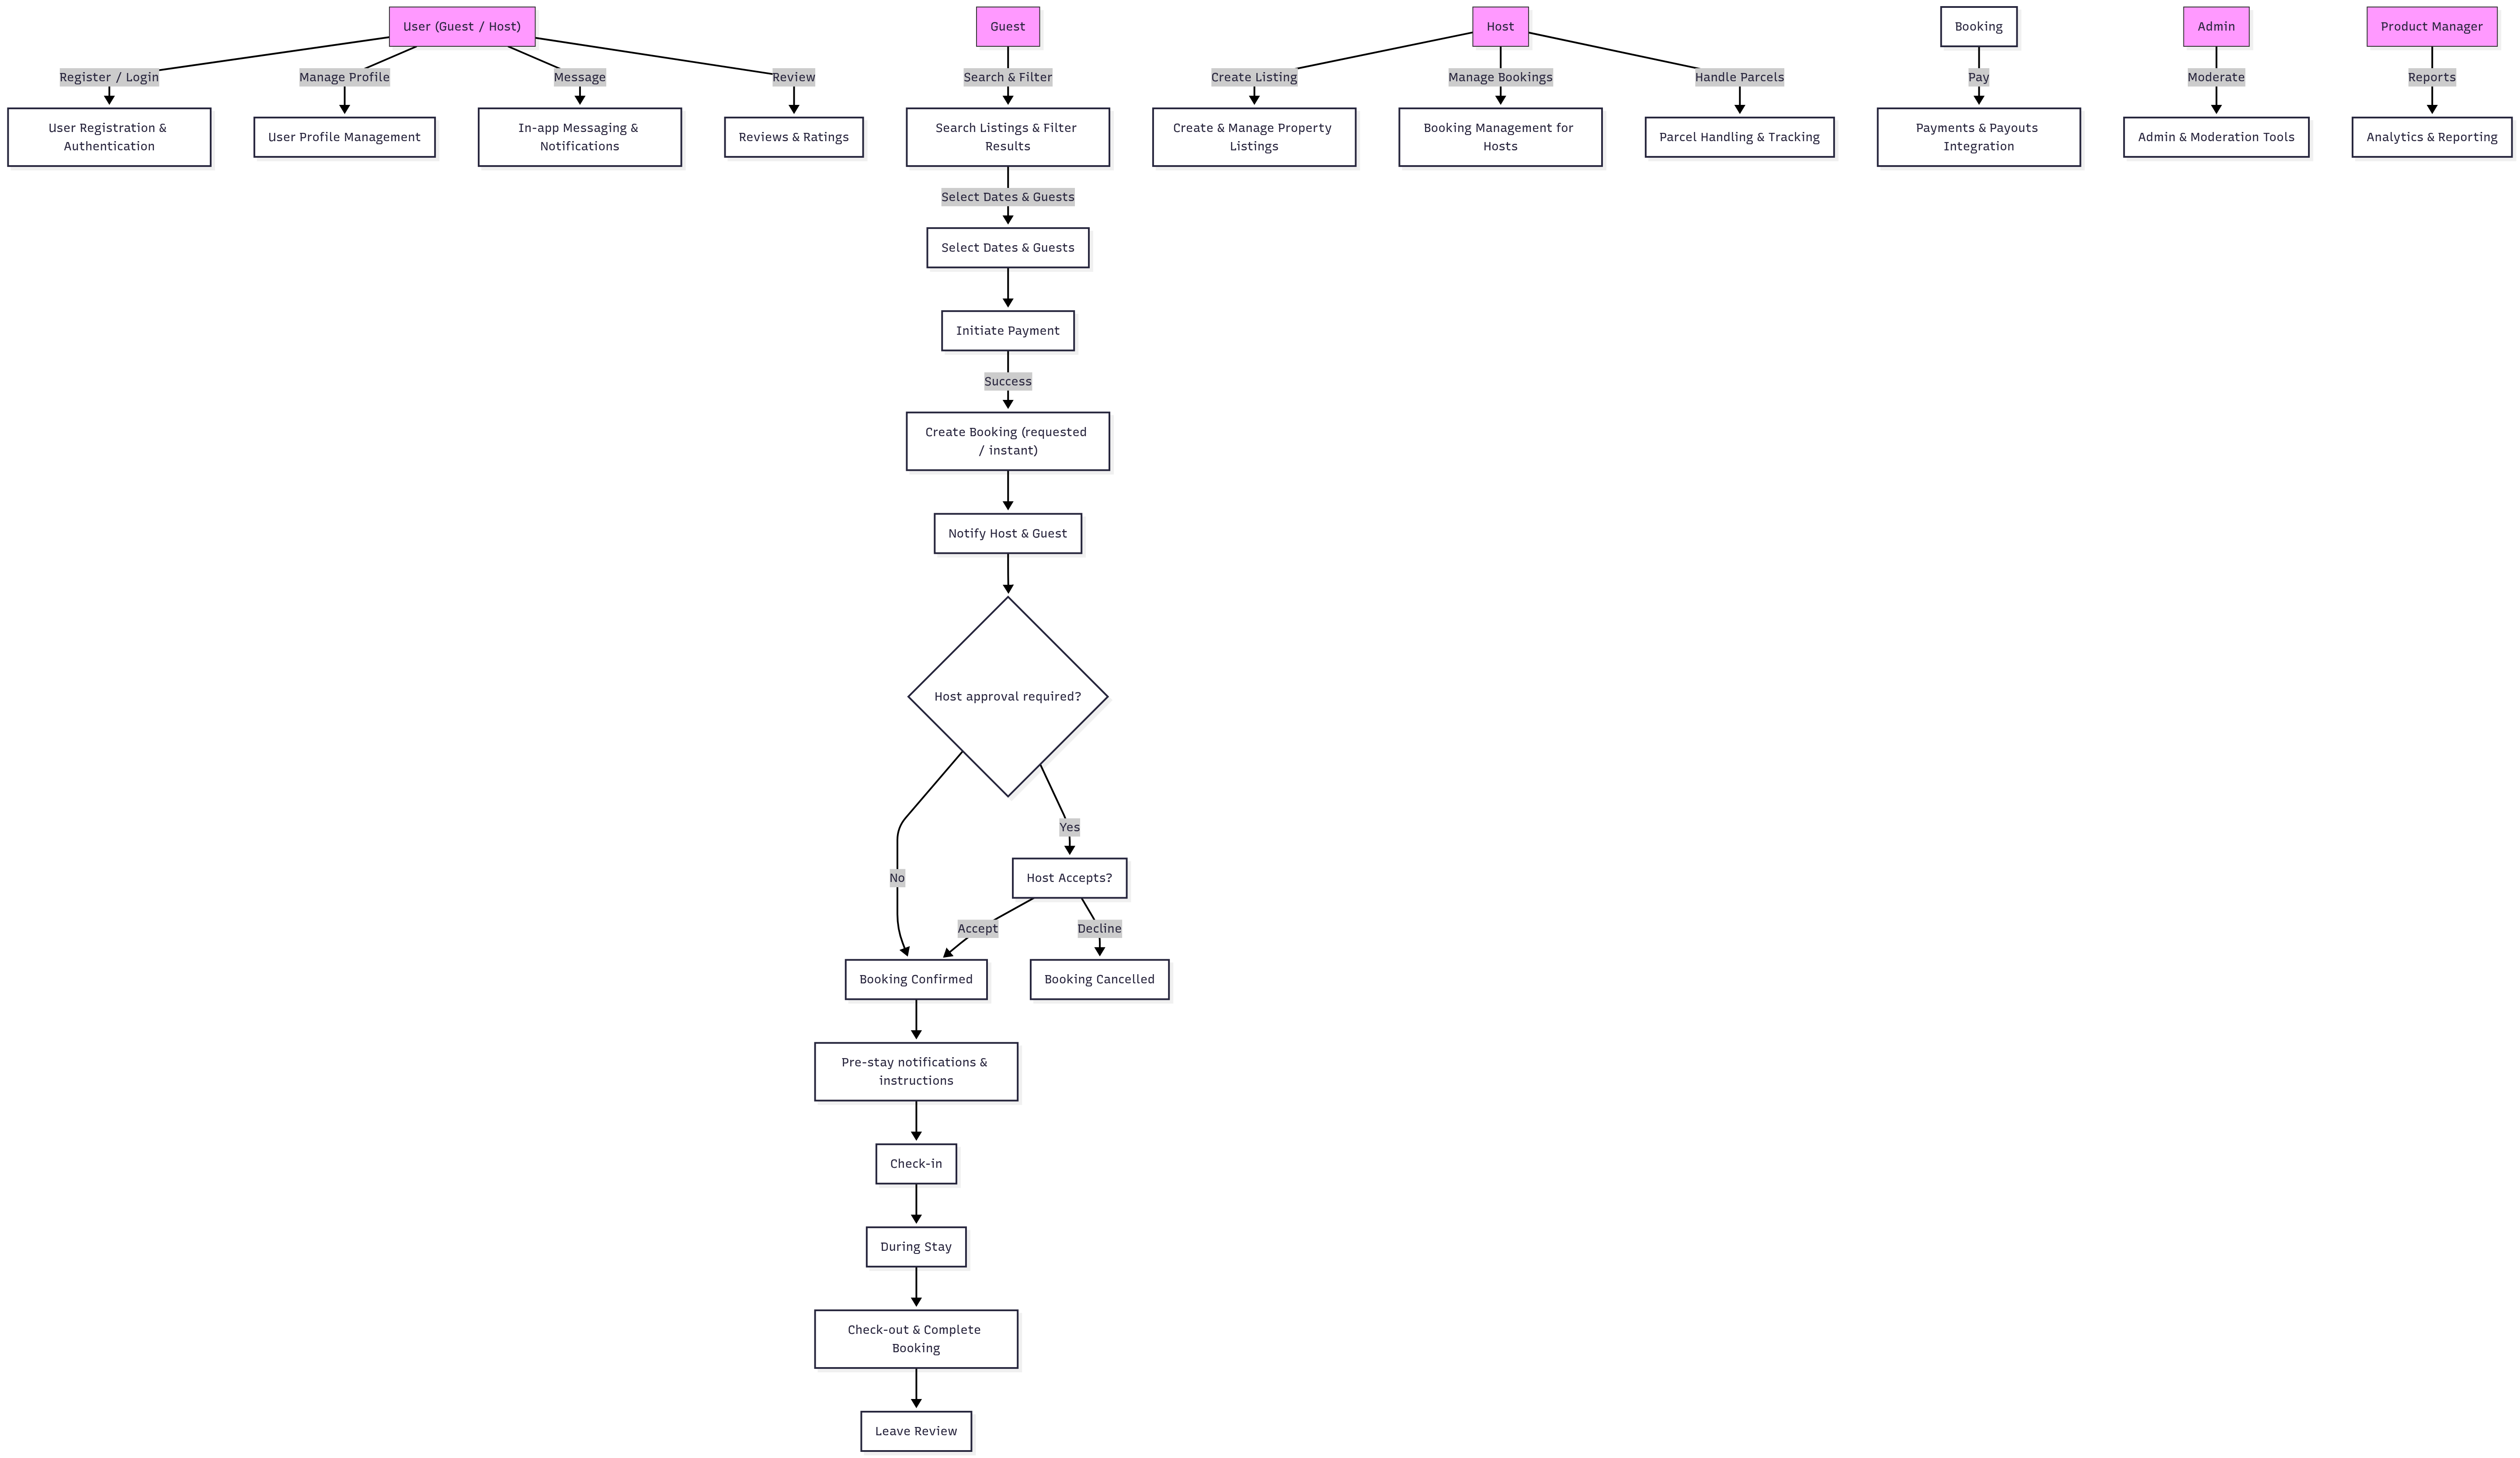 User (Guest / Host)
Guest
Host
Booking
Admin
Product Manager
Register / Login
Manage Profile
Message
Review
Search & Filter
Create Listing
Manage Bookings
Handle Parcels
Pay
Moderate
Reports
User Registration &
Authentication
User Profile Management
In-app Messaging &
Notifications
Reviews & Ratings
Search Listings & Filter
Results
Create & Manage Property
Listings
Booking Management for
Hosts
Parcel Handling & Tracking
Payments & Payouts
Integration
Admin & Moderation Tools
Analytics & Reporting
Select Dates & Guests
Select Dates & Guests
Initiate Payment
Success
Create Booking (requested
/ instant)
Notify Host & Guest
Host approval required?
Yes
No
Host Accepts?
Accept
Decline
Booking Confirmed
Booking Cancelled
Pre-stay notifications &
instructions
Check-in
During Stay
Check-out & Complete
Booking
Leave Review